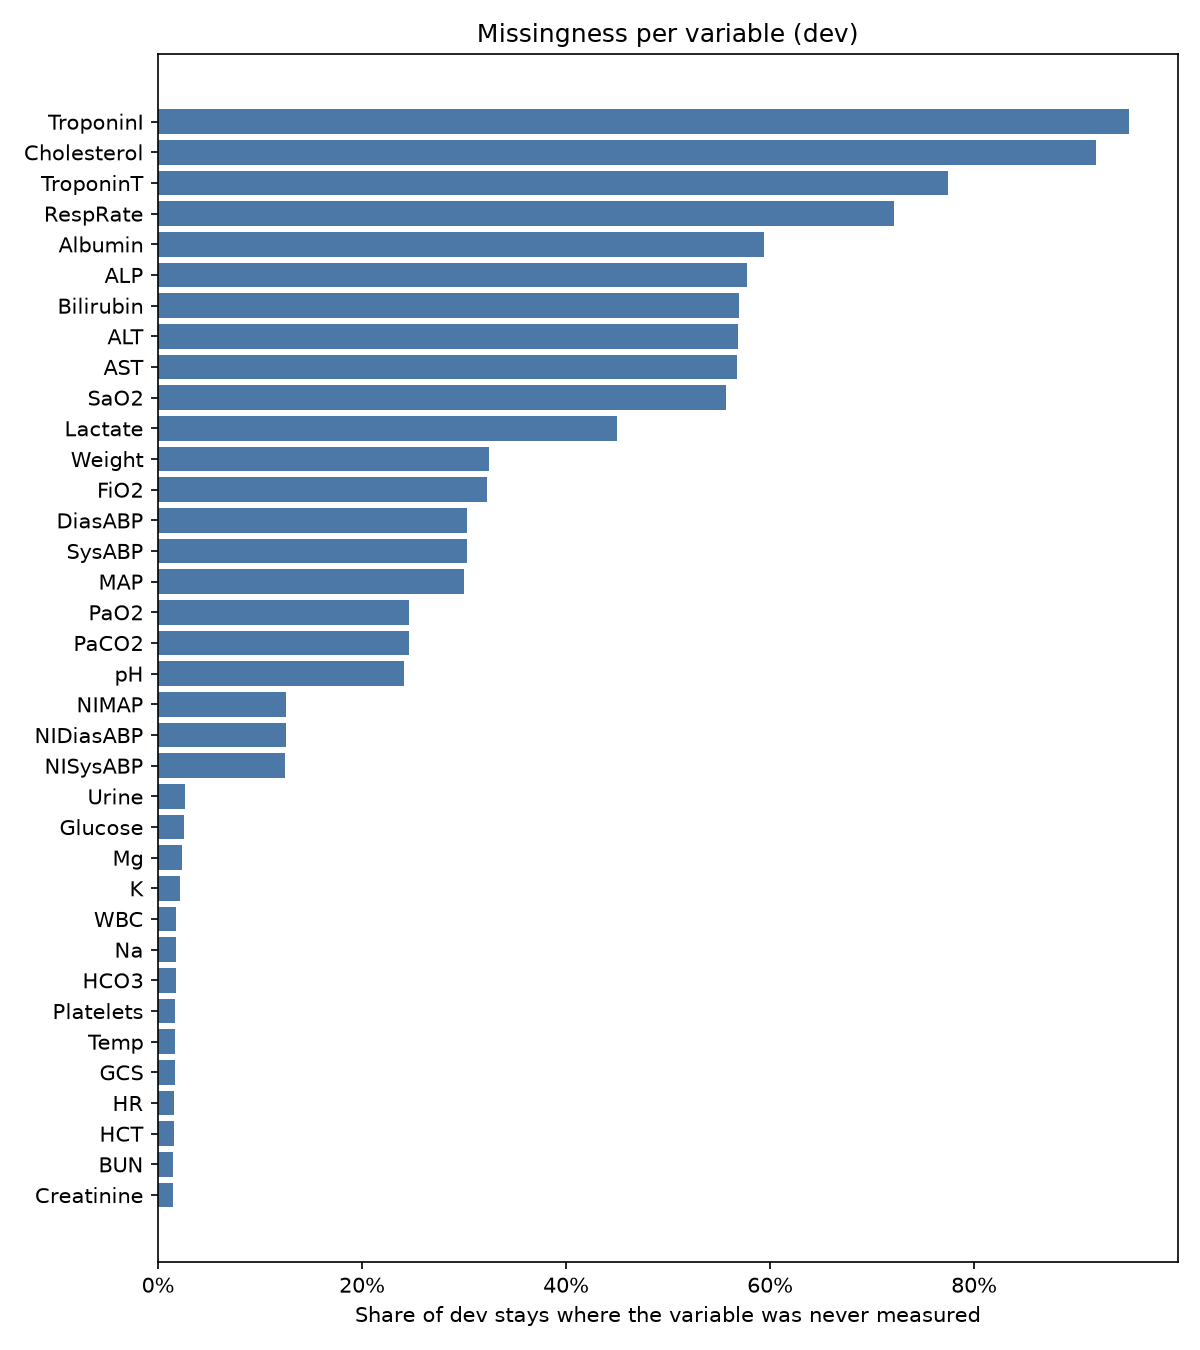 Missingness per variable (dev)
TroponinI
Cholesterol
TroponinT
RespRate
Albumin
ALP
Bilirubin
ALT
AST
SaO2
Lactate
Weight
FiO2
DiasABP
SysABP
MAP
PaO2
PaCO2
pH
NIMAP
NIDiasABP
NISysABP
Urine
Glucose
Mg
K
WBC
Na
HCO3
Platelets
Temp
GCS
HR
HCT
BUN
Creatinine
0% 20% 40% 60% 80%
Share of dev stays where the variable was never measured